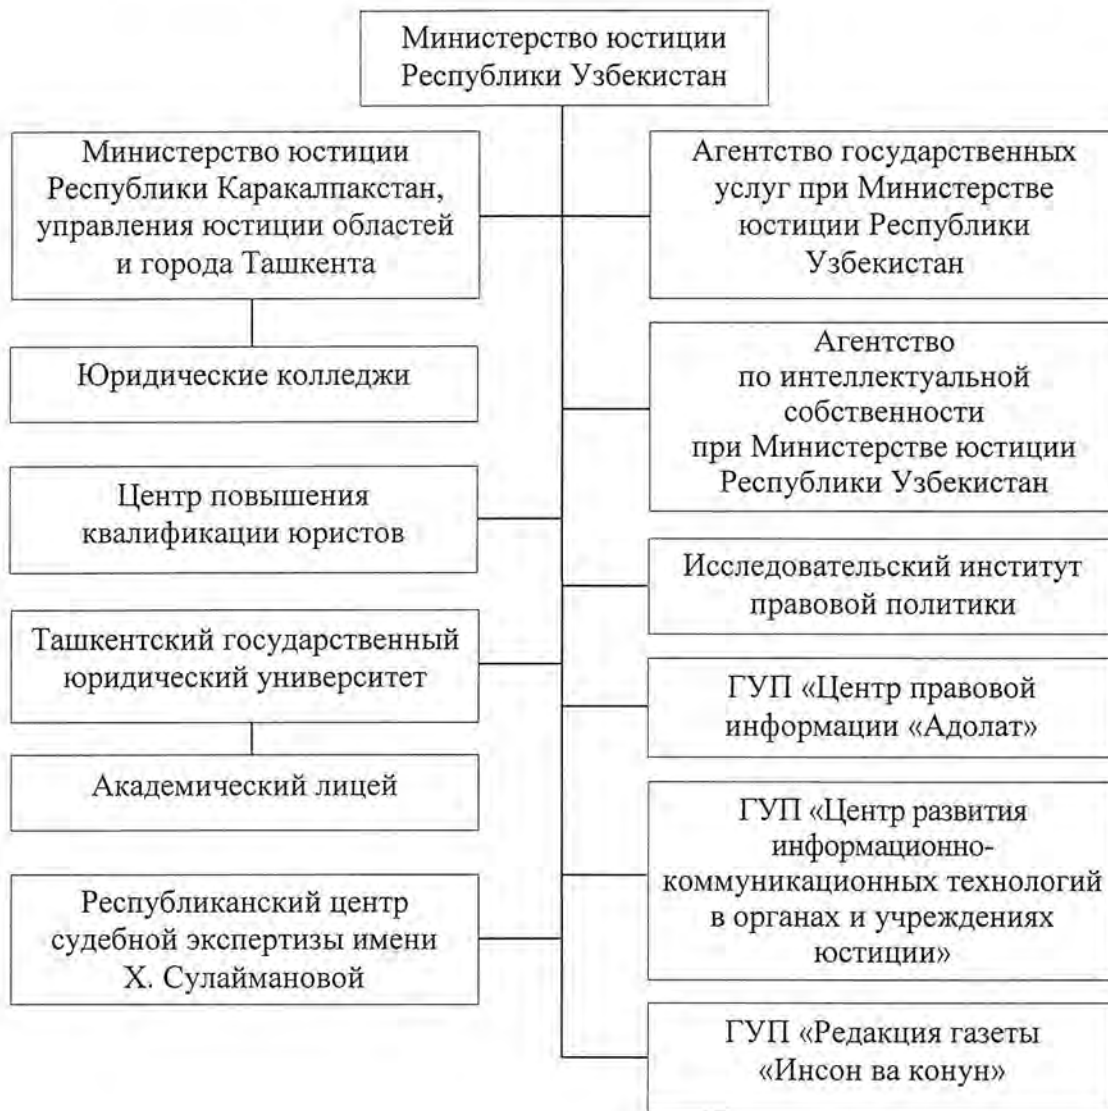 Министерство юстиции
Республики Узбекистан
Министерство юстиции
Республики Каракалпакстан,
управления юстиции областей
и города Ташкента
Юридические колледжи
Центр повышения
квалификации юристов
Ташкентский государственный
юридический университет
Академический лицей
Республиканский центр
судебной экспертизы имени
Х. Сулаймановой
Агентство государственных
услуг при Министерстве
юстиции Республики
Узбекистан
Агентство
по интеллектуальной
собственности
при Министерстве юстиции
Республики Узбекистан
Исследовательский институт
правовой политики
ГУП «Центр правовой
информации «Адолат»
ГУП «Центр развития
информационно-
коммуникационных технологий
в органах и учреждениях
юстиции»
ГУП «Редакция газеты
«Инсон ва конун»